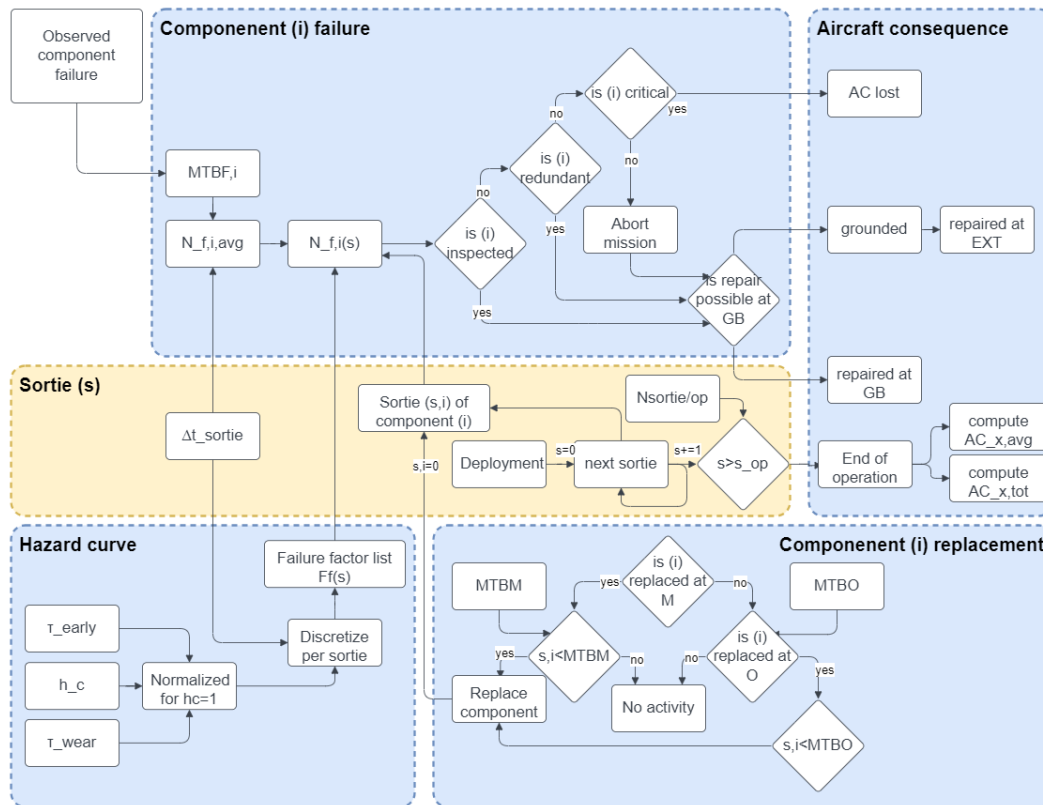 Observed
component
failure
Componenent (i) failure
Aircraft consequence
is (i) critical
yes
no
AC lost
is (i)
redundant
no
yes
no
MTBF,i
N_f,i,avg
N_f,i(s)
is (i)
inspected
yes
Abort
mission
is repair
possible at
GB
grounded
repaired at
EXT
repaired at
GB
Sortie (s)
Δt_sortie
Sortie (s,i) of
component (i)
Nsortie/op
s,i=0
Deployment
s=0
next sortie
s+=1
s>s_op
End of
operation
compute
AC_x,avg
compute
AC_x,tot
Hazard curve
Failure factor list
Ff(s)
τ_early
h_c
τ_wear
Normalized
for hc=1
Discretize
per sortie
Componenent (i) replacement
MTBM
yes
is (i)
replaced at
M
no
MTBO
s,i<MTBM
yes
no
is (i)
replaced at
O
no
yes
Replace
component
No activity
s,i<MTBO